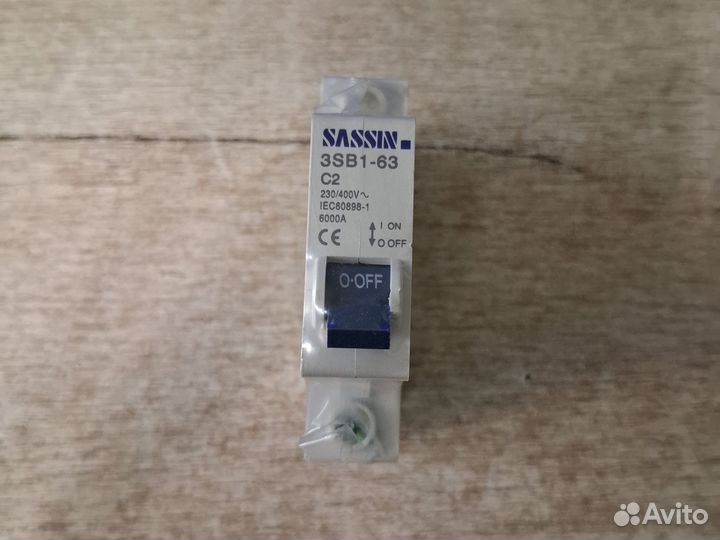 SASSIN
3SB1-63
C2
230/400V~
IEC60898-1
6000A
CE
I ON
O OFF
O·OFF
Avito